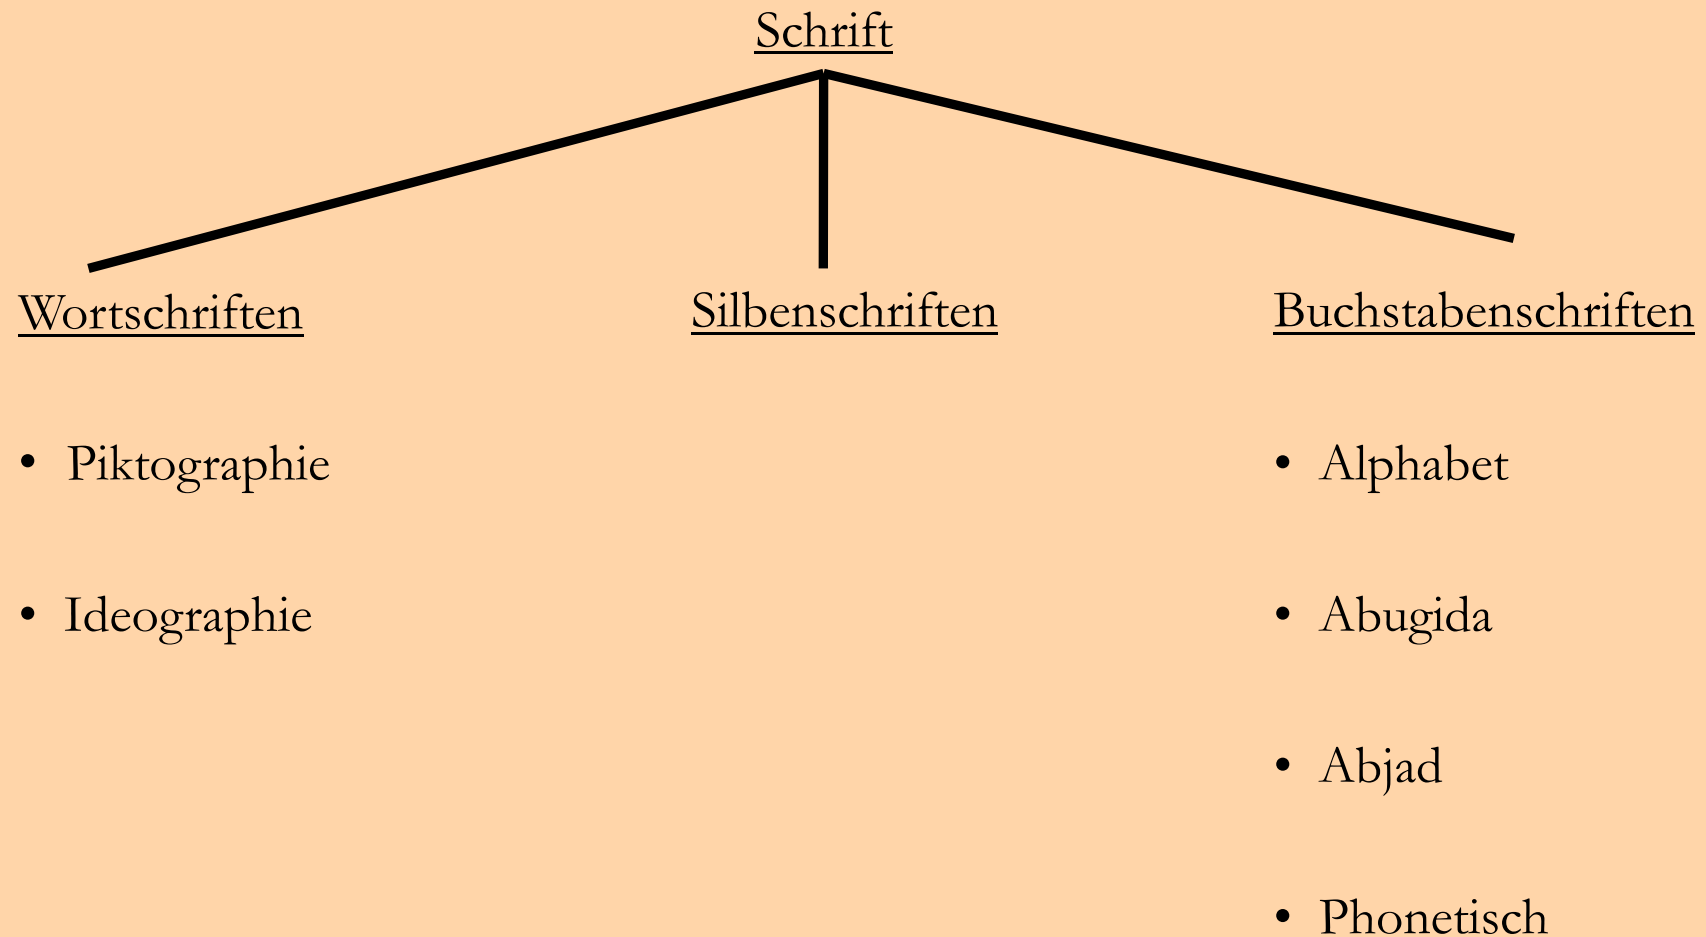 Schrift
Wortschriften
• Piktographie
• Ideographie
Silbenschriften
Buchstabenschriften
• Alphabet
• Abugida
• Abjad
• Phonetisch